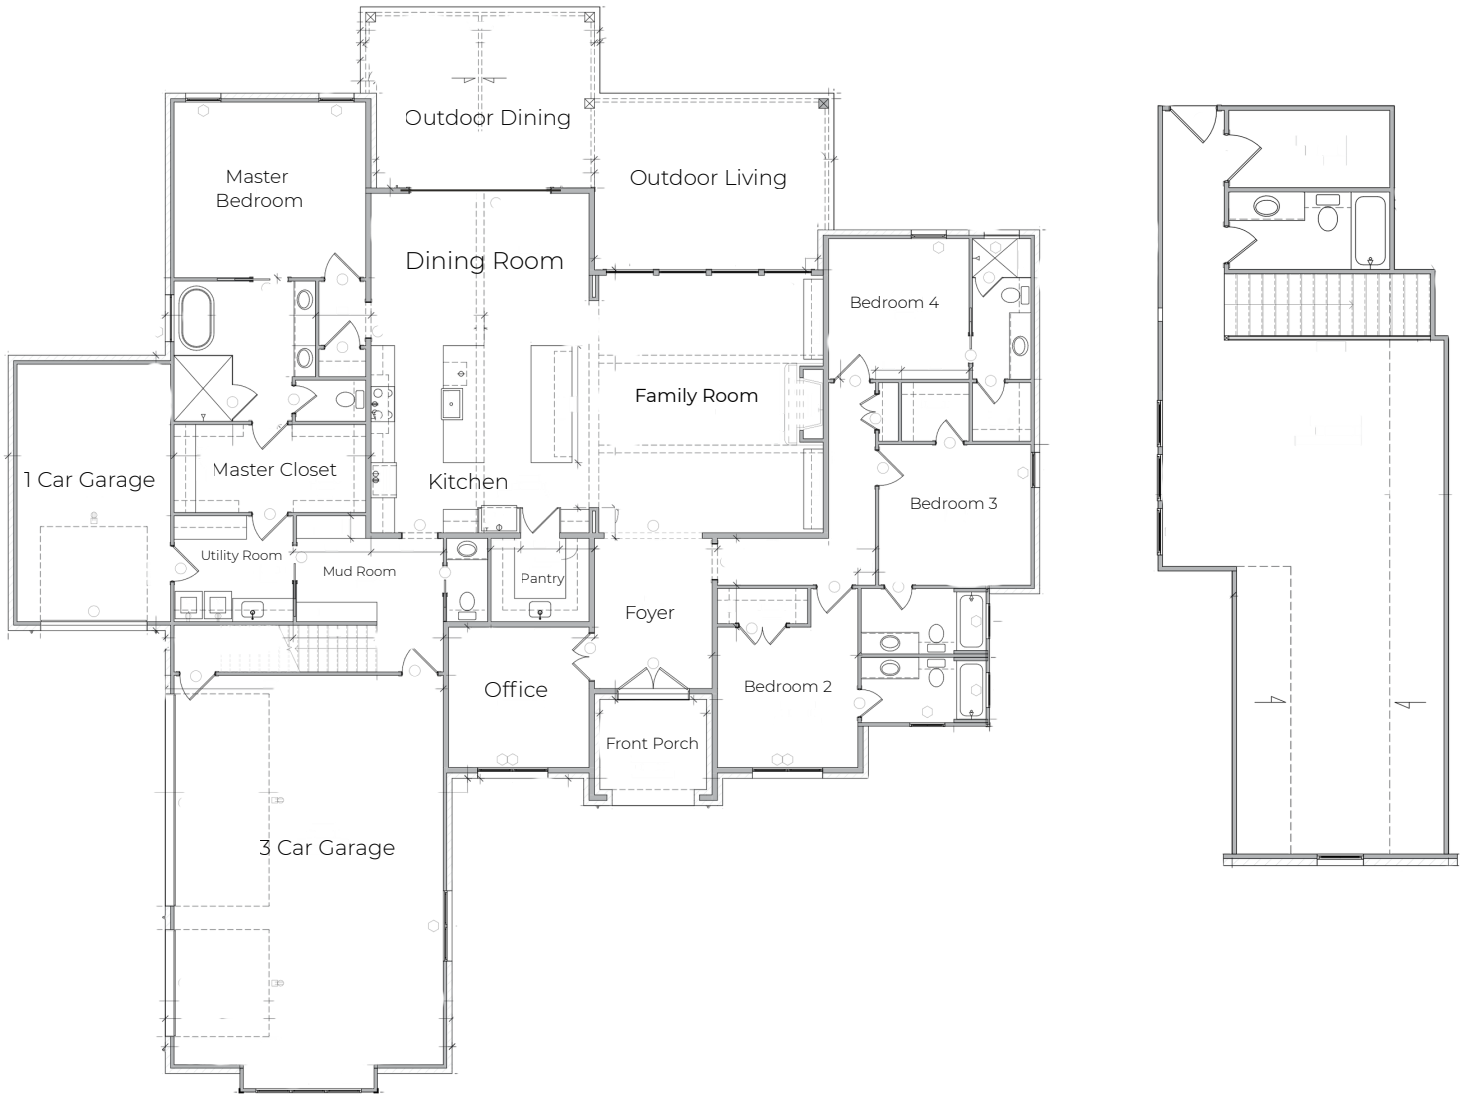 Outdoor Dining
Outdoor Living
Master
Bedroom
Dining Room
Bedroom 4
Family Room
Master Closet
1 Car Garage
Kitchen
Bedroom 3
Utility Room
Mud Room
Pantry
Foyer
Office
Bedroom 2
Front Porch
3 Car Garage